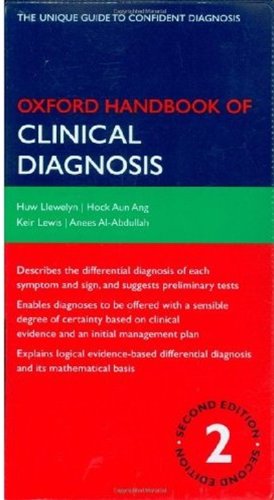 THE UNIQUE GUIDE TO CONFIDENT DIAGNOSIS
OXFORD HANDBOOK OF
CLINICAL
DIAGNOSIS
Huw Llewelyn | Hock Aun Ang
Keir Lewis | Anees Al-Abdullah
Describes the differential diagnosis of each
symptom and sign, and suggests preliminary tests
Enables diagnoses to be offered with a sensible
degree of certainty based on clinical
evidence and an initial management plan
Explains logical evidence-based differential diagnosis
and its mathematical basis
SECOND EDITION • SECOND EDITION •
2